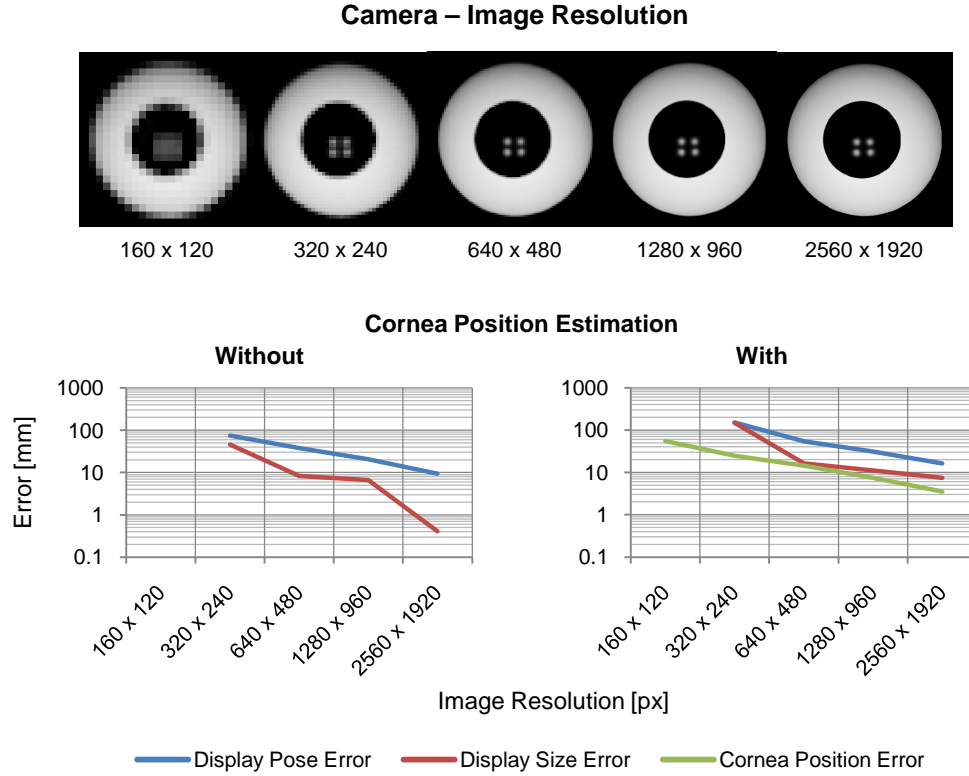 Camera – Image Resolution
160 x 120
320 x 240
640 x 480
1280 x 960
2560 x 1920
Cornea Position Estimation
Without
With
Error [mm]
1000
100
10
1
0.1
160 x 120
320 x 240
640 x 480
1280 x 960
2560 x 1920
1000
100
10
1
0.1
160 x 120
320 x 240
640 x 480
1280 x 960
2560 x 1920
Image Resolution [px]
Display Pose Error
Display Size Error
Cornea Position Error